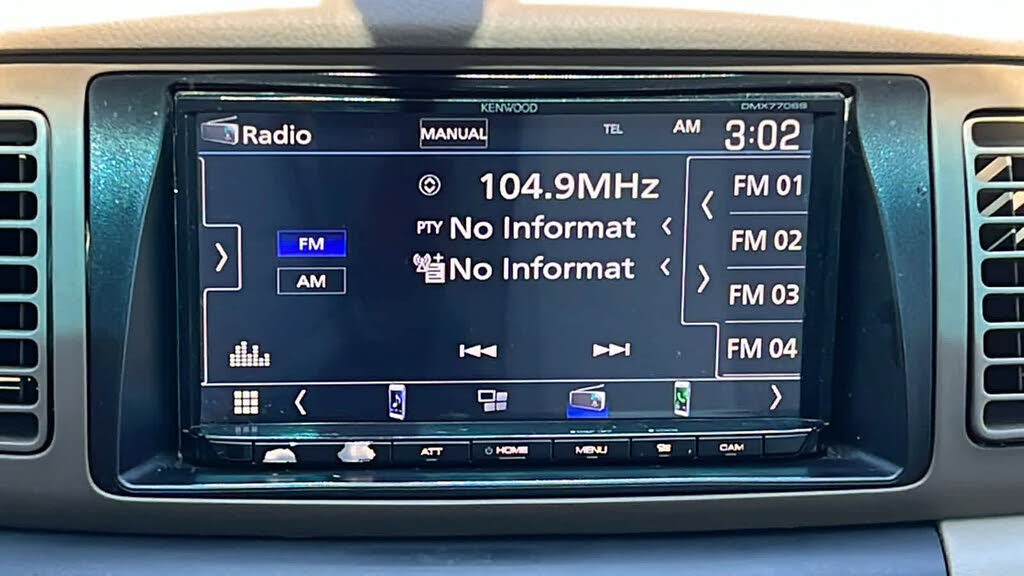 KENWOOD
DMX7706S
Radio
MANUAL
TEL
AM
3:02
104.9MHz
PTY No Informat
No Informat
FM
AM
FM 01
FM 02
FM 03
FM 04
ATT
HOME
MENU
CAM